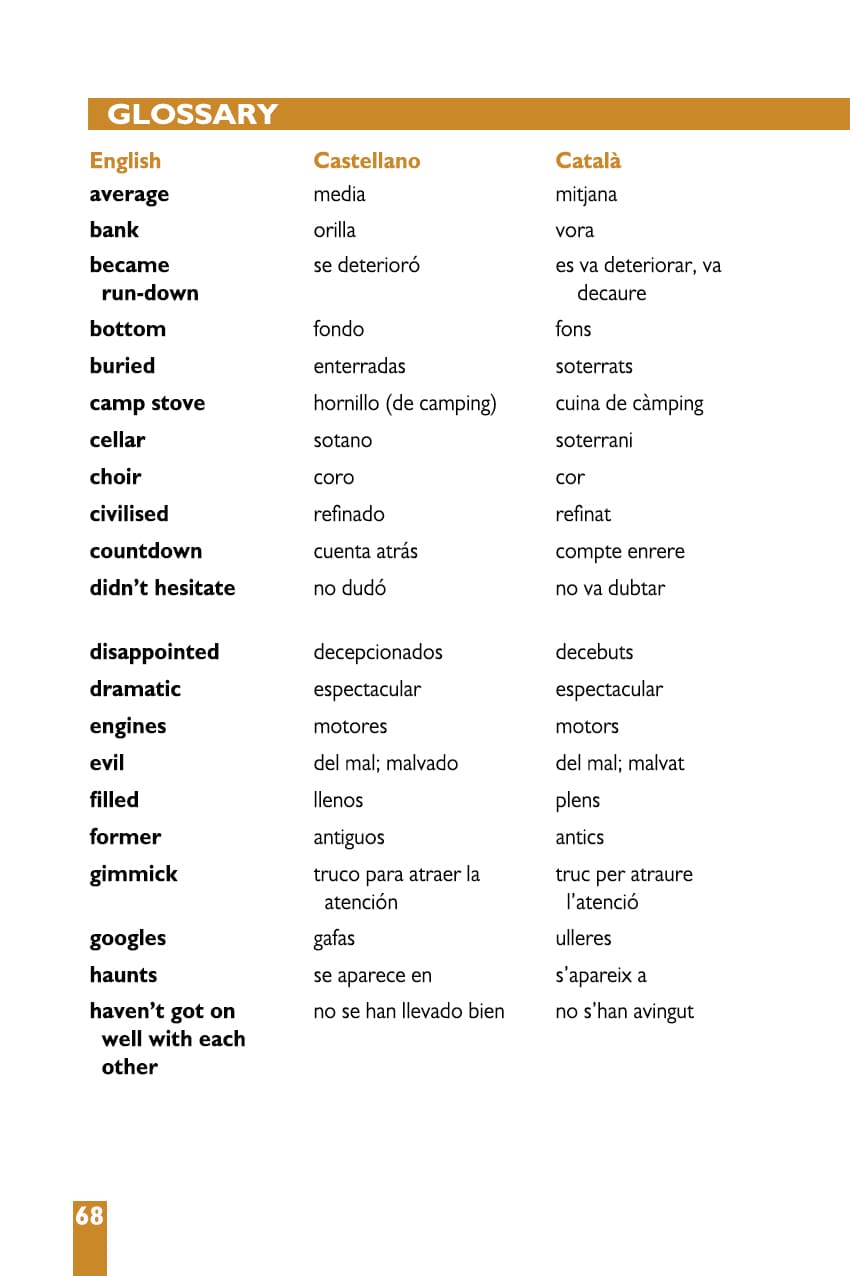 GLOSSARY
English Castellano Català
average media mitjana
bank orilla vora
became se deterioró es va deteriorar, va
run-down decaure
bottom fondo fons
buried enterradas soterrats
camp stove hornillo (de camping) cuina de càmping
cellar sotano soterrani
choir coro cor
civilised refinado refinat
countdown cuenta atrás compte enrere
didn’t hesitate no dudó no va dubtar
disappointed decepcionados decebuts
dramatic espectacular espectacular
engines motores motors
evil del mal; malvado del mal; malvat
filled llenos plens
former antiguos antics
gimmick truco para atraer la truc per atraure
atención l’atenció
googles gafas ulleres
haunts se aparece en s’apareix a
haven’t got on no se han llevado bien no s’han avingut
well with each
other
68